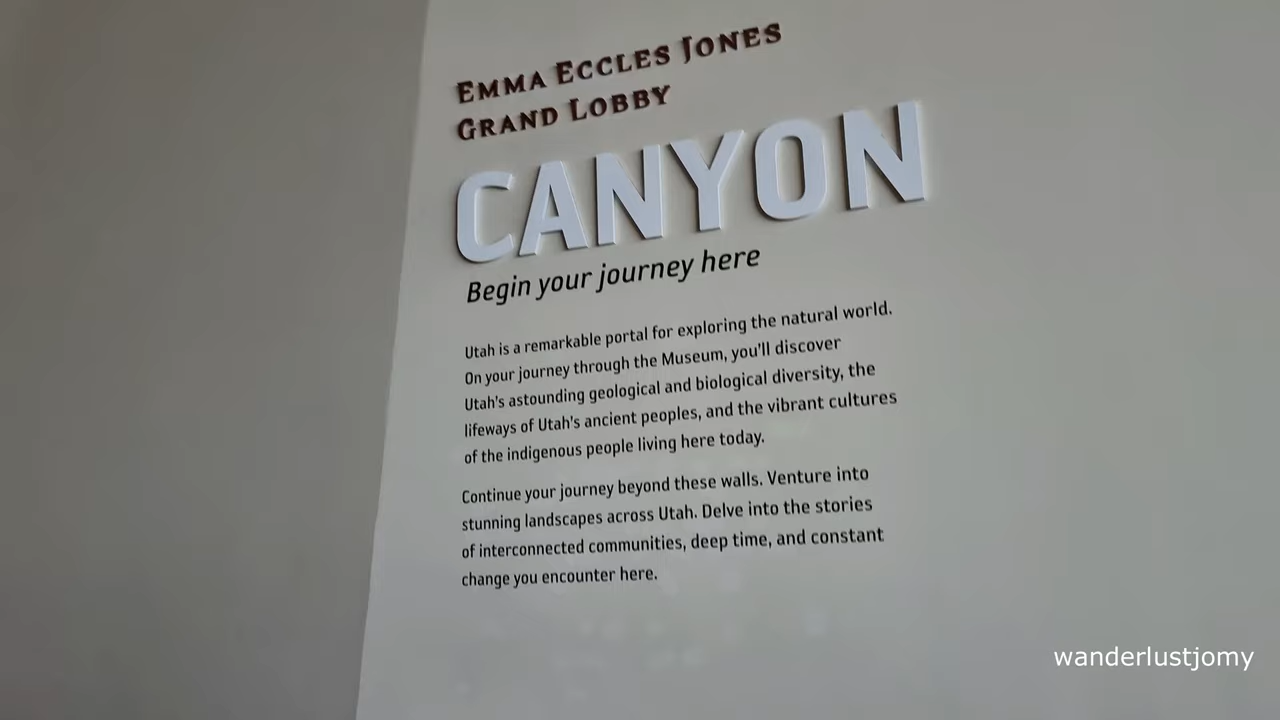 EMMA ECCLES JONES
GRAND LOBBY
CANYON
Begin your journey here
Utah is a remarkable portal for exploring the natural world.
On your journey through the Museum, you'll discover
Utah's astounding geological and biological diversity, the
lifeways of Utah's ancient peoples, and the vibrant cultures
of the indigenous people living here today.
Continue your journey beyond these walls. Venture into
stunning landscapes across Utah. Delve into the stories
of interconnected communities, deep time, and constant
change you encounter here.
wanderlustjomy